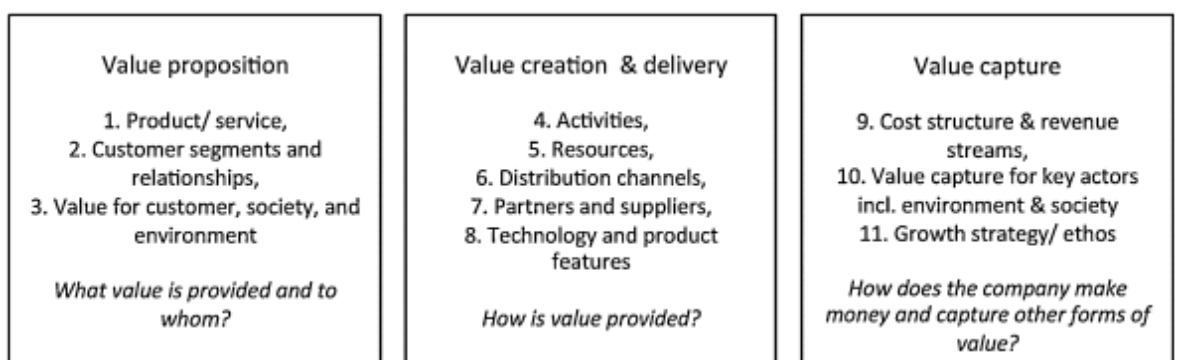 Value proposition
1. Product/ service,
2. Customer segments and
relationships,
3. Value for customer, society, and
environment
What value is provided and to
whom?
Value creation & delivery
4. Activities,
5. Resources,
6. Distribution channels,
7. Partners and suppliers,
8. Technology and product
features
How is value provided?
Value capture
9. Cost structure & revenue
streams,
10. Value capture for key actors
incl. environment & society
11. Growth strategy/ ethos
How does the company make
money and capture other forms of
value?